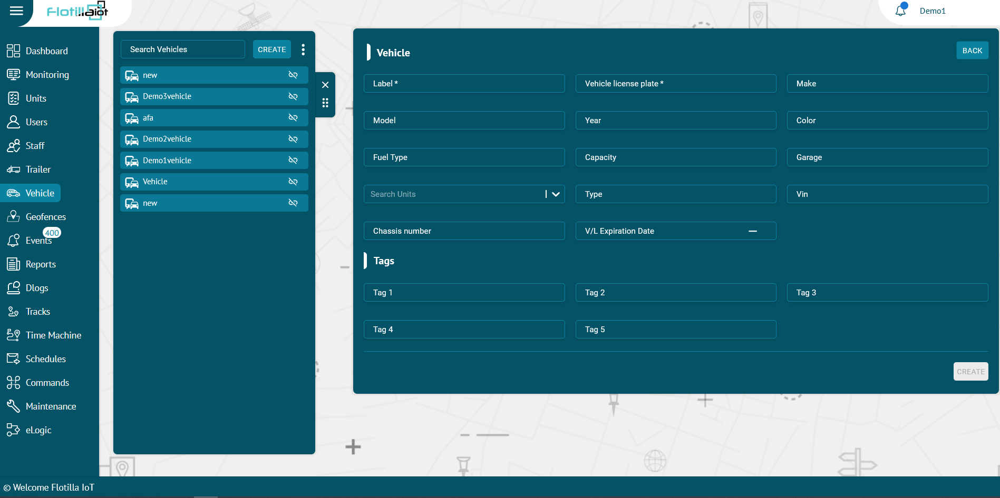 Flotillaiot
Demo1
Dashboard
Monitoring
Units
Users
Staff
Trailer
Vehicle
Geofences
400
Events
Reports
Dlogs
Tracks
Time Machine
Schedules
Commands
Maintenance
eLogic
Search Vehicles
CREATE
new
Demo3vehicle
afa
Demo2vehicle
Demo1vehicle
Vehicle
new
Vehicle
BACK
Label *
Vehicle license plate *
Make
Model
Year
Color
Fuel Type
Capacity
Garage
Search Units
Type
Vin
Chassis number
V/L Expiration Date
Tags
Tag 1
Tag 2
Tag 3
Tag 4
Tag 5
CREATE
© Welcome Flotilla IoT